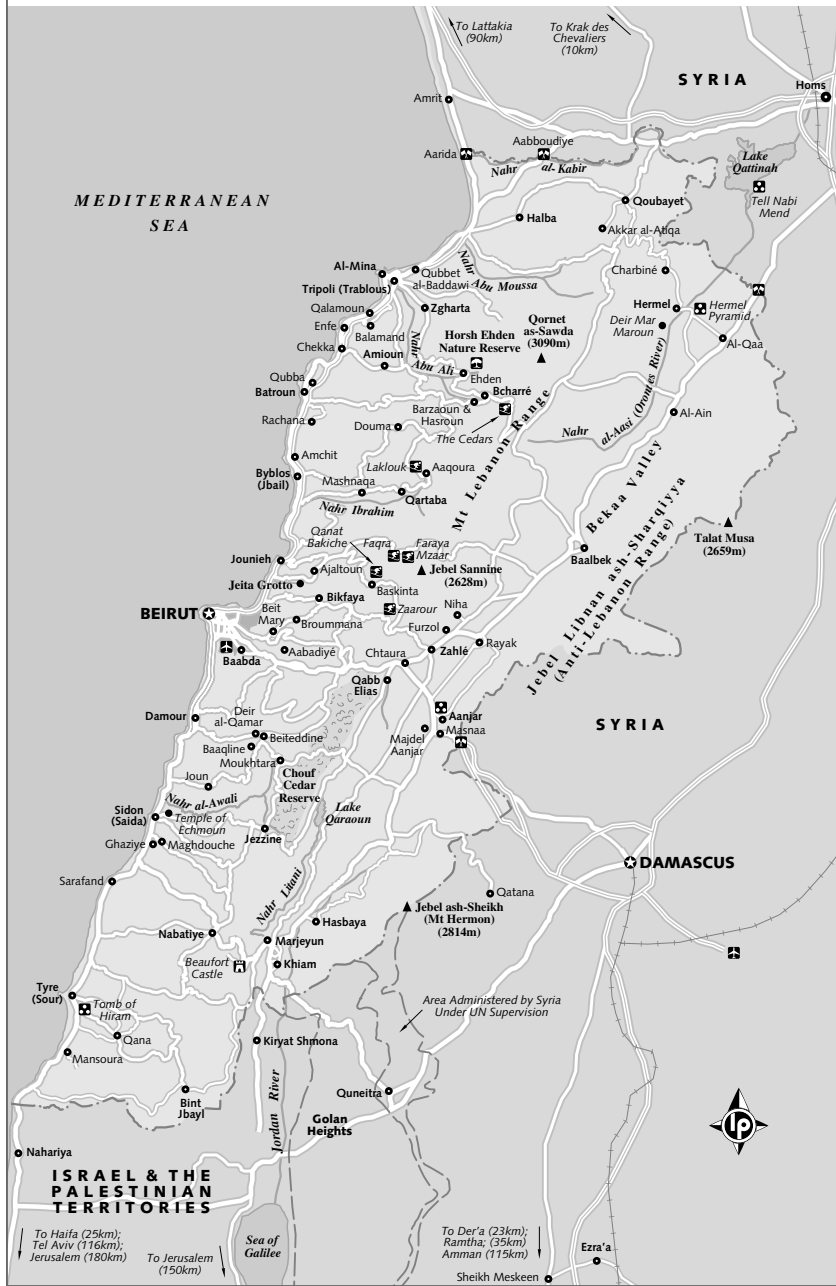 To Lattakia
(90km)
To Krak des
Chevaliers
(10km)
SYRIA
Homs
Amrit
Aarida
Aabboudiye
Nahr al-Kabir
Lake
Qattinah
Tell Nabi
Mend
MEDITERRANEAN
SEA
Qoubayet
Halba
Akkar al-Atiqa
Al-Mina
Qubbet
al-Baddawi
Nahr
Abu Moussa
Charbiné
Tripoli (Trablous)
Qalamoun
Zgharta
Hermel
Hermel
Pyramid
Deir Mar
Maroun
Enfe
Balamand
Qornet
as-Sawda
(3090m)
Horsh Ehden
Nature Reserve
Nahr
Abu Ali
Chekka
Amioun
Al-Qaa
Ehden
Bcharré
Qubba
Batroun
Barzaoun &
Hasroun
The Cedars
Mt Lebanon Range
Nahr
al-Aasi (Orontes River)
Al-Ain
Rachana
Douma
Amchit
Laklouk
Aaqoura
Byblos
(Jbail)
Mashnaqa
Qartaba
Nahr Ibrahim
Bekaa Valley
Talat Musa
(2659m)
Qanat
Bakiche
Faqra
Faraya
Mzaar
Baalbek
Jounieh
Ajaltoun
Jebel Sannine
(2628m)
Jebel Libnan ash-Sharqiyya
(Anti-Lebanon Range)
Jeita Grotto
Baskinta
Bikfaya
Zaarour
BEIRUT
Beit
Mary
Broummana
Niha
Furzol
Rayak
Baabda
Aabadiyé
Chtaura
Zahlé
Qabb
Elias
Damour
Deir
al-Qamar
Beiteddine
Aanjar
Masnaa
Majdel
Aanjar
SYRIA
Baaqline
Moukhtara
Joun
Chouf
Cedar
Reserve
Lake
Qaraoun
Nahr al-Awali
Sidon
(Saida)
Temple of
Echmoun
Ghaziye
Maghdouche
Jezzine
DAMASCUS
Sarafand
Nahr Litani
Qatana
Jebel ash-Sheikh
(Mt Hermon)
(2814m)
Hasbaya
Nabatiye
Marjeyun
Beaufort
Castle
Khiam
Tyre
(Sour)
Tomb of
Hiram
Area Administered by Syria
Under UN Supervision
Qana
Kiryat Shmona
Mansoura
Bint
Jbayl
Jordan River
Quneitra
Golan
Heights
lp
Nahariya
ISRAEL & THE
PALESTINIAN
TERRITORIES
To Haifa (25km);
Tel Aviv (116km);
Jerusalem (180km)
To Jerusalem
(150km)
Sea of
Galilee
To Der'a (23km);
Ramtha; (35km)
Amman (115km)
Ezra'a
Sheikh Meskeen